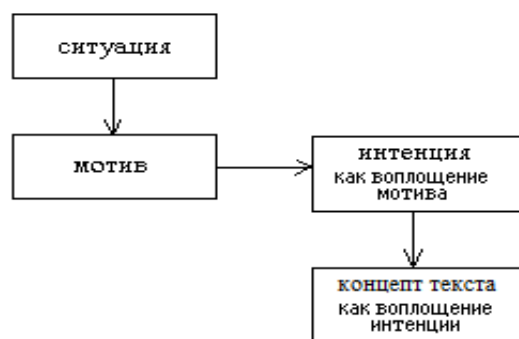 ситуация
мотив
интенция
как воплощение
мотива
концепт текста
как воплощение
интенции